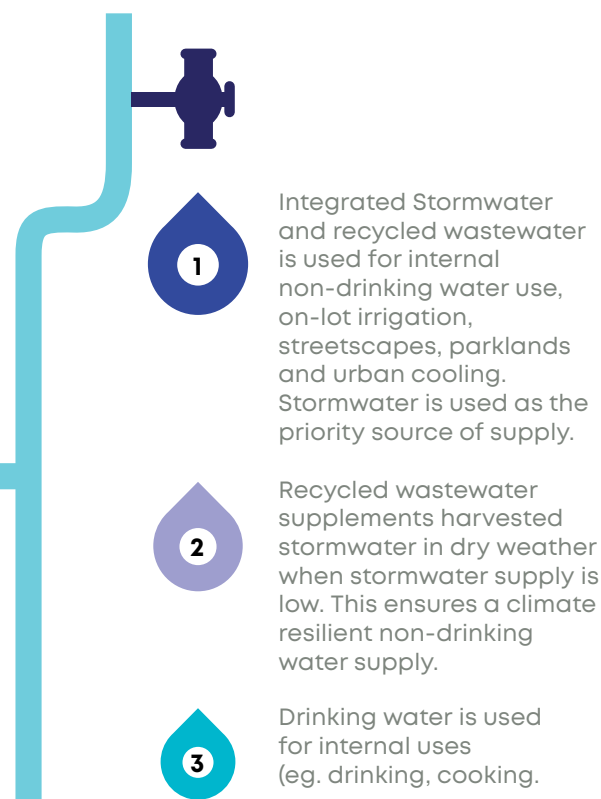 1
Integrated Stormwater
and recycled wastewater
is used for internal
non-drinking water use,
on-lot irrigation,
streetscapes, parklands
and urban cooling.
Stormwater is used as the
priority source of supply.
2
Recycled wastewater
supplements harvested
stormwater in dry weather
when stormwater supply is
low. This ensures a climate
resilient non-drinking
water supply.
3
Drinking water is used
for internal uses
(eg. drinking, cooking.